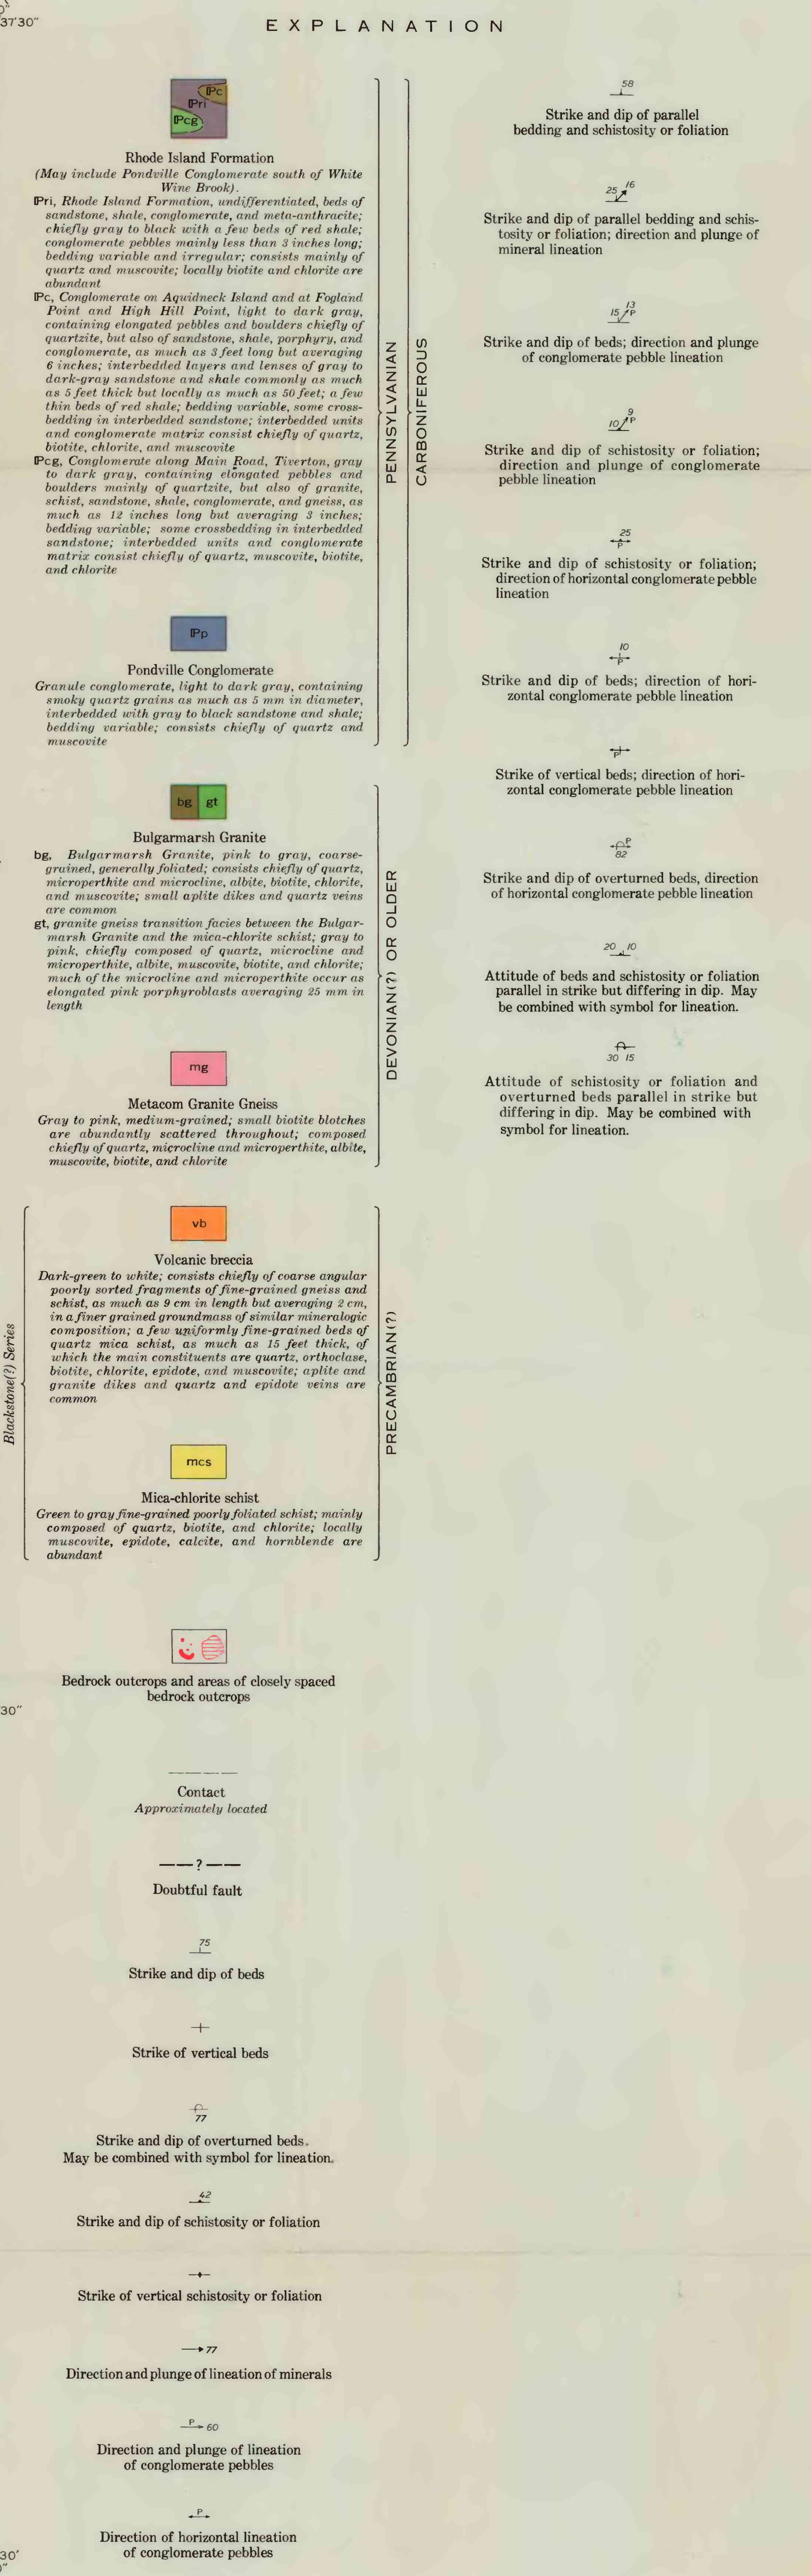 0"
37'30"
EXPLANATION
ℙc
ℙri
ℙcg
Rhode Island Formation
(May include Pondville Conglomerate south of White
Wine Brook).
ℙri, Rhode Island Formation, undifferentiated, beds of
sandstone, shale, conglomerate, and meta-anthracite;
chiefly gray to black with a few beds of red shale;
conglomerate pebbles mainly less than 3 inches long;
bedding variable and irregular; consists mainly of
quartz and muscovite; locally biotite and chlorite are
abundant
ℙc, Conglomerate on Aquidneck Island and at Fogland
Point and High Hill Point, light to dark gray,
containing elongated pebbles and boulders chiefly of
quartzite, but also of sandstone, shale, porphyry, and
conglomerate, as much as 3 feet long but averaging
6 inches; interbedded layers and lenses of gray to
dark-gray sandstone and shale commonly as much
as 5 feet thick but locally as much as 50 feet; a few
thin beds of red shale; bedding variable, some cross-
bedding in interbedded sandstone; interbedded units
and conglomerate matrix consist chiefly of quartz,
biotite, chlorite, and muscovite
ℙcg, Conglomerate along Main Road, Tiverton, gray
to dark gray, containing elongated pebbles and
boulders mainly of quartzite, but also of granite,
schist, sandstone, shale, conglomerate, and gneiss, as
much as 12 inches long but averaging 3 inches;
bedding variable; some crossbedding in interbedded
sandstone; interbedded units and conglomerate
matrix consist chiefly of quartz, muscovite, biotite,
and chlorite
ℙp
Pondville Conglomerate
Granule conglomerate, light to dark gray, containing
smoky quartz grains as much as 5 mm in diameter,
interbedded with gray to black sandstone and shale;
bedding variable; consists chiefly of quartz and
muscovite
PENNSYLVANIAN
CARBONIFEROUS
bg gt
Bulgarmarsh Granite
bg, Bulgarmarsh Granite, pink to gray, coarse-
grained, generally foliated; consists chiefly of quartz,
microperthite and microcline, albite, biotite, chlorite,
and muscovite; small aplite dikes and quartz veins
are common
gt, granite gneiss transition facies between the Bulgar-
marsh Granite and the mica-chlorite schist; gray to
pink, chiefly composed of quartz, microcline and
microperthite, albite, muscovite, biotite, and chlorite;
much of the microcline and microperthite occur as
elongated pink porphyroblasts averaging 25 mm in
length
mg
Metacom Granite Gneiss
Gray to pink, medium-grained; small biotite blotches
are abundantly scattered throughout; composed
chiefly of quartz, microcline and microperthite, albite,
muscovite, biotite, and chlorite
DEVONIAN(?) OR OLDER
vb
Volcanic breccia
Dark-green to white; consists chiefly of coarse angular
poorly sorted fragments of fine-grained gneiss and
schist, as much as 9 cm in length but averaging 2 cm,
in a finer grained groundmass of similar mineralogic
composition; a few uniformly fine-grained beds of
quartz mica schist, as much as 15 feet thick, of
which the main constituents are quartz, orthoclase,
biotite, chlorite, epidote, and muscovite; aplite and
granite dikes and quartz and epidote veins are
common
mcs
Mica-chlorite schist
Green to gray fine-grained poorly foliated schist; mainly
composed of quartz, biotite, and chlorite; locally
muscovite, epidote, calcite, and hornblende are
abundant
Blackstone(?) Series
PRECAMBRIAN(?)
Bedrock outcrops and areas of closely spaced
bedrock outcrops
30"
Contact
Approximately located
?
Doubtful fault
75
Strike and dip of beds
Strike of vertical beds
77
Strike and dip of overturned beds.
May be combined with symbol for lineation.
42
Strike and dip of schistosity or foliation
Strike of vertical schistosity or foliation
77
Direction and plunge of lineation of minerals
P
60
Direction and plunge of lineation
of conglomerate pebbles
P
Direction of horizontal lineation
of conglomerate pebbles
30'
"
58
Strike and dip of parallel
bedding and schistosity or foliation
25 16
Strike and dip of parallel bedding and schis-
tosity or foliation; direction and plunge of
mineral lineation
13
15 P
Strike and dip of beds; direction and plunge
of conglomerate pebble lineation
9
10 P
Strike and dip of schistosity or foliation;
direction and plunge of conglomerate
pebble lineation
25
P
Strike and dip of schistosity or foliation;
direction of horizontal conglomerate pebble
lineation
10
P
Strike and dip of beds; direction of hori-
zontal conglomerate pebble lineation
P
Strike of vertical beds; direction of hori-
zontal conglomerate pebble lineation
P
82
Strike and dip of overturned beds, direction
of horizontal conglomerate pebble lineation
20 10
Attitude of beds and schistosity or foliation
parallel in strike but differing in dip. May
be combined with symbol for lineation.
30 15
Attitude of schistosity or foliation and
overturned beds parallel in strike but
differing in dip. May be combined with
symbol for lineation.